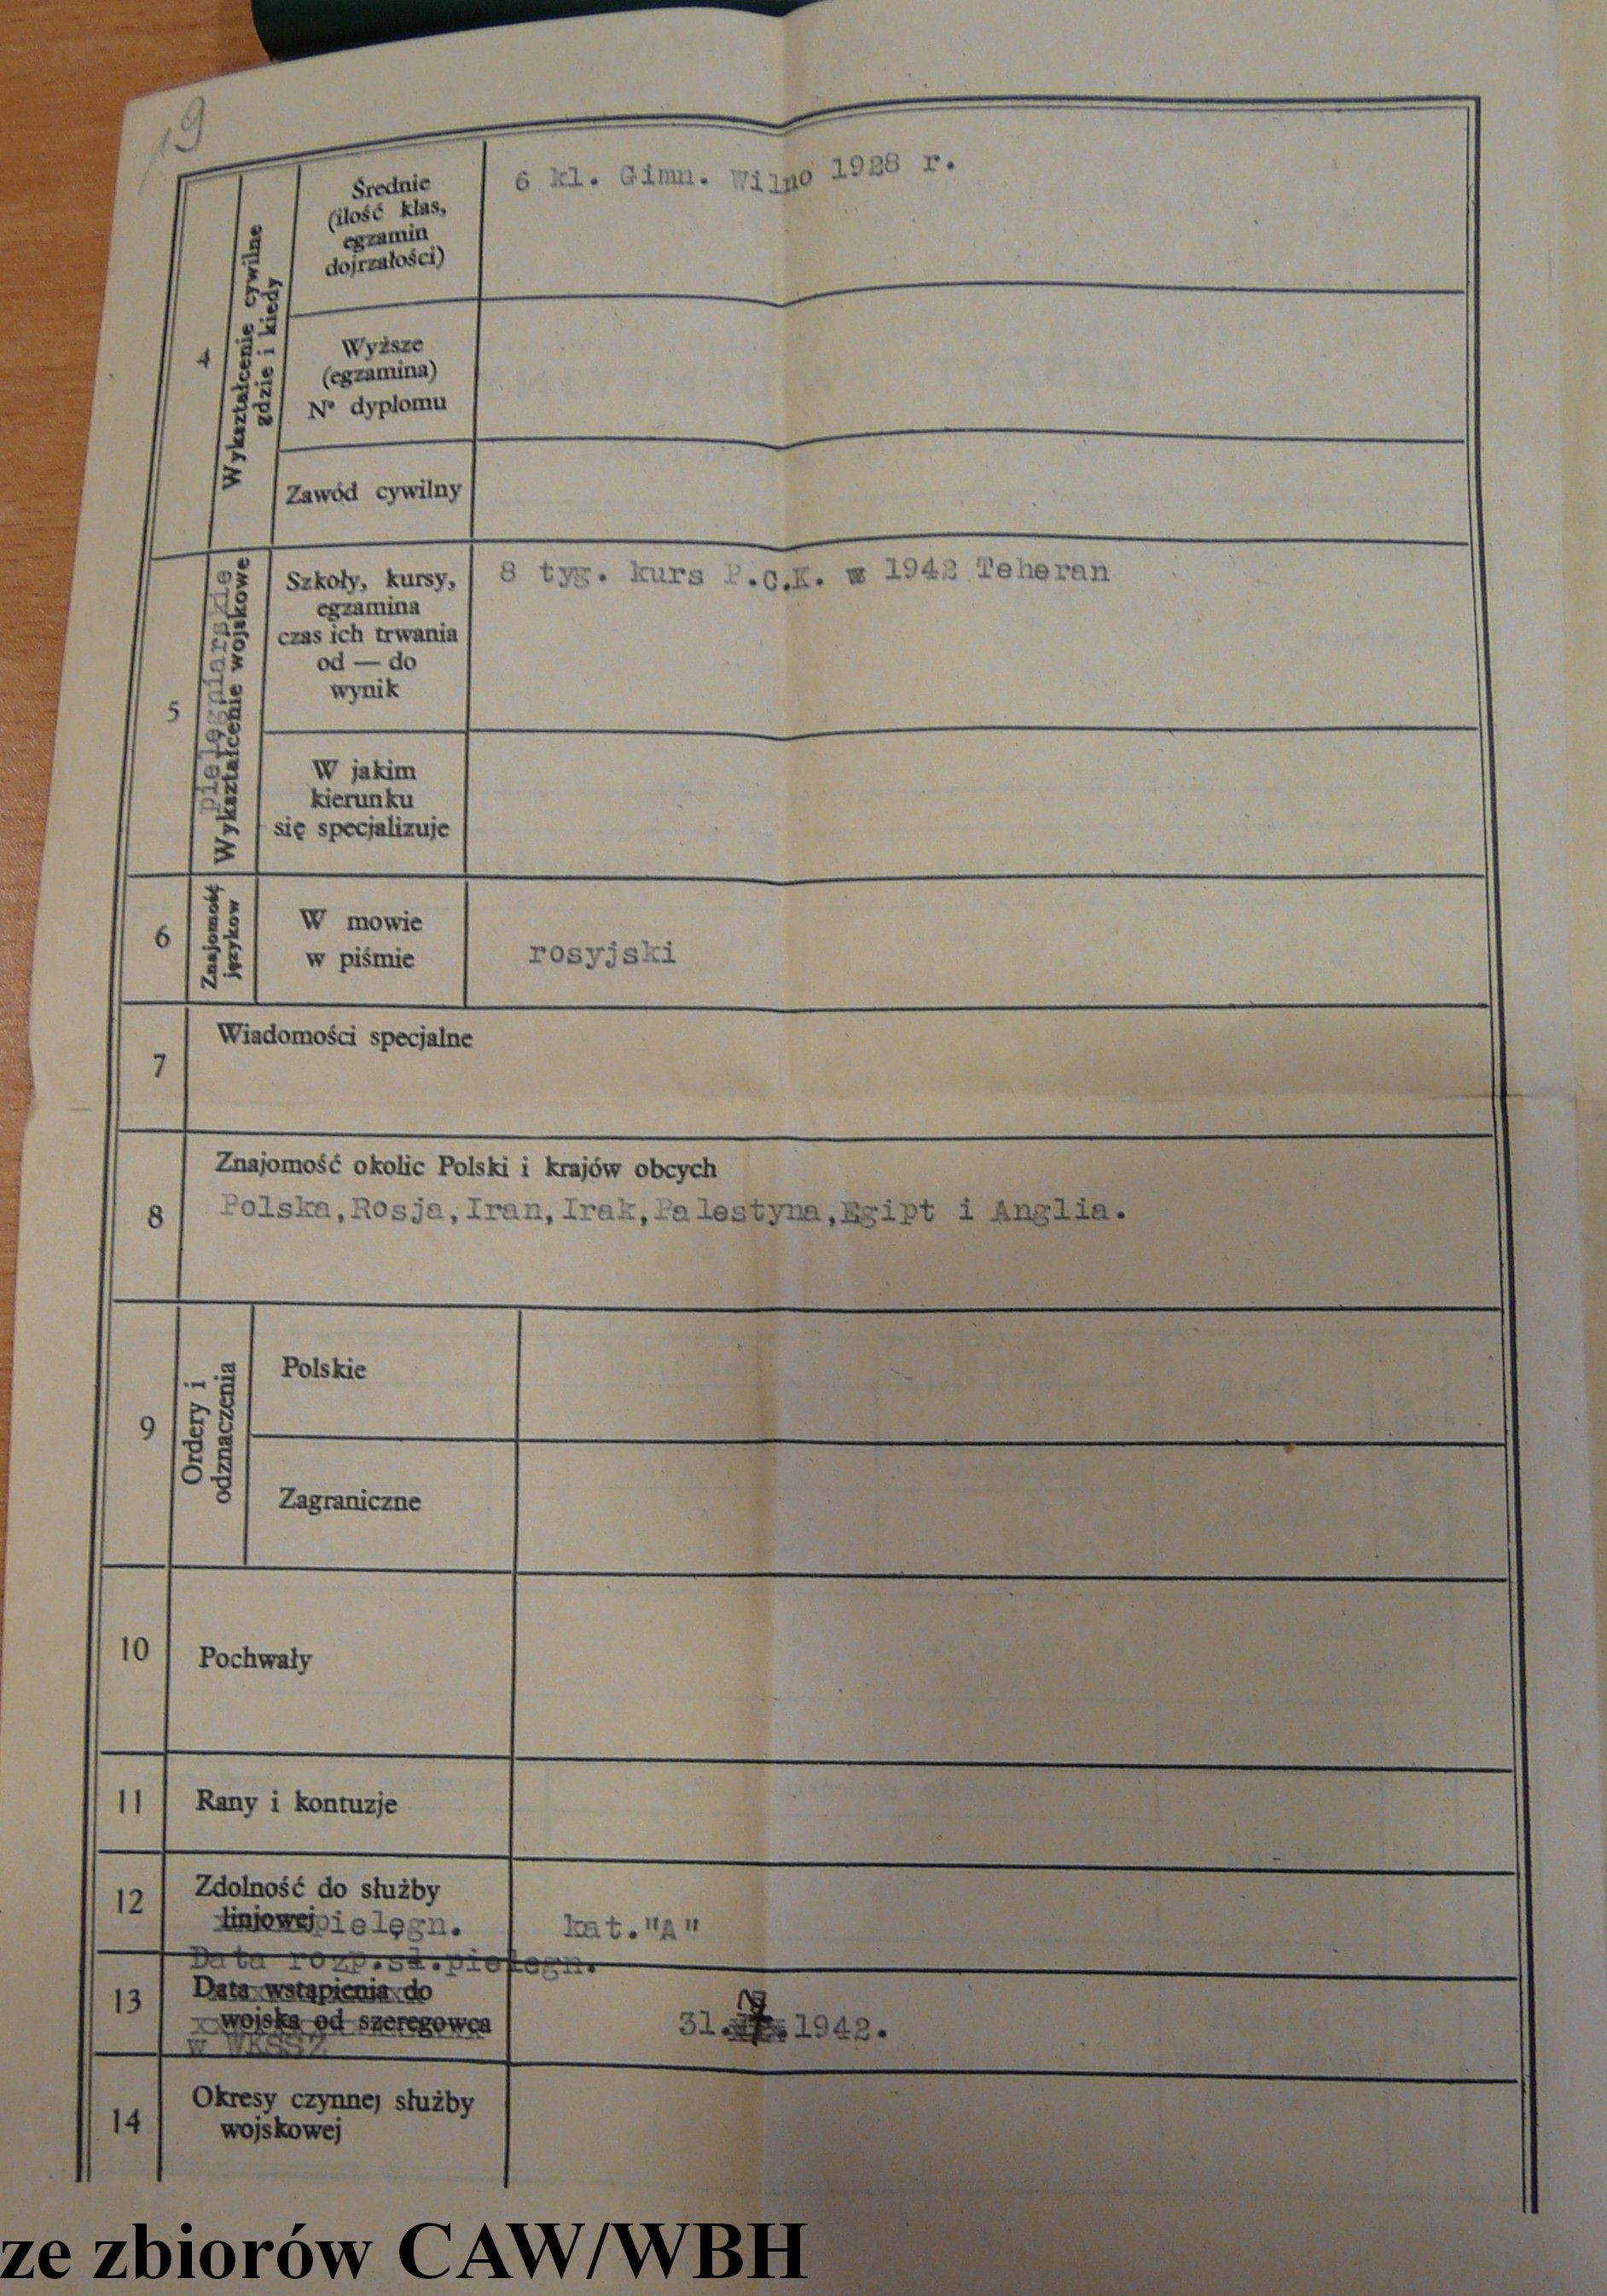 19
4
Wykształcenie cywilne
gdzie i kiedy
Średnie
(ilość klas,
egzamin
dojrzałości)
6 kl. Gimn. Wilno 1928 r.
Wyższe
(egzamina)
Nº dyplomu
Zawód cywilny
5
pielęgniarskie
Wykształcenie wojskowe
Szkoły, kursy,
egzamina
czas ich trwania
od — do
wynik
8 tyg. kurs P.C.K. w 1942 Teheran
W jakim
kierunku
się specjalizuje
6
Znajomość
językow
W mowie
w piśmie
rosyjski
7
Wiadomości specjalne
8
Znajomość okolic Polski i krajów obcych
Polska,Rosja,Iran,Irak,Palestyna,Egipt i Anglia.
9
Ordery i
odznaczenia
Polskie
Zagraniczne
10
Pochwały
11
Rany i kontuzje
12
Zdolność do służby
linjowej pielęgn.
kat."A"
Data rozp.sł.pielęgn.
13
Data wstąpienia do
wojska od szeregowca
w WKSSZ
31. 1942.
14
Okresy czynnej służby
wojskowej
ze zbiorów CAW/WBH